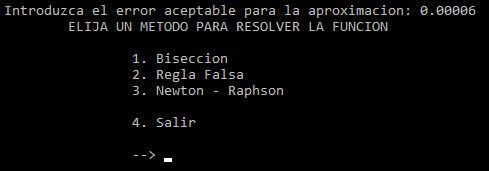 Introduzca el error aceptable para la aproximacion: 0.00006
ELIJA UN METODO PARA RESOLVER LA FUNCION
1. Biseccion
2. Regla Falsa
3. Newton - Raphson
4. Salir
-->